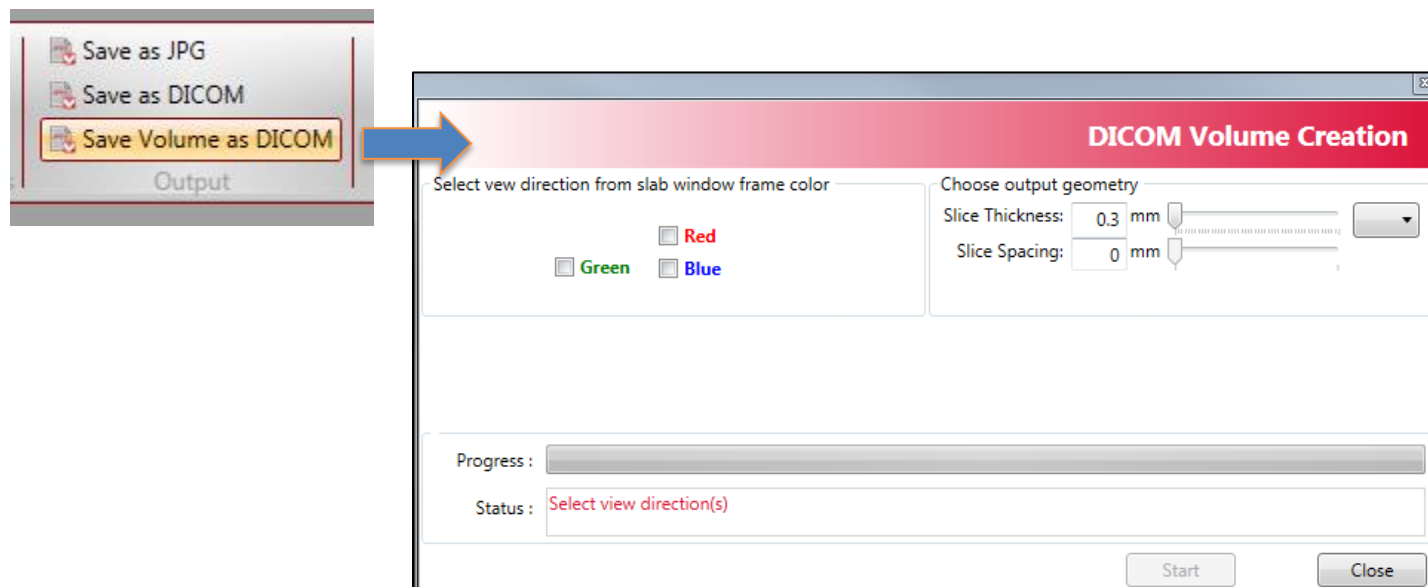 Save as JPG
Save as DICOM
Save Volume as DICOM
Output
DICOM Volume Creation
Select vew direction from slab window frame color
Red
Green
Blue
Choose output geometry
Slice Thickness: 0.3 mm
Slice Spacing: 0 mm
Progress :
Status : Select view direction(s)
Start
Close